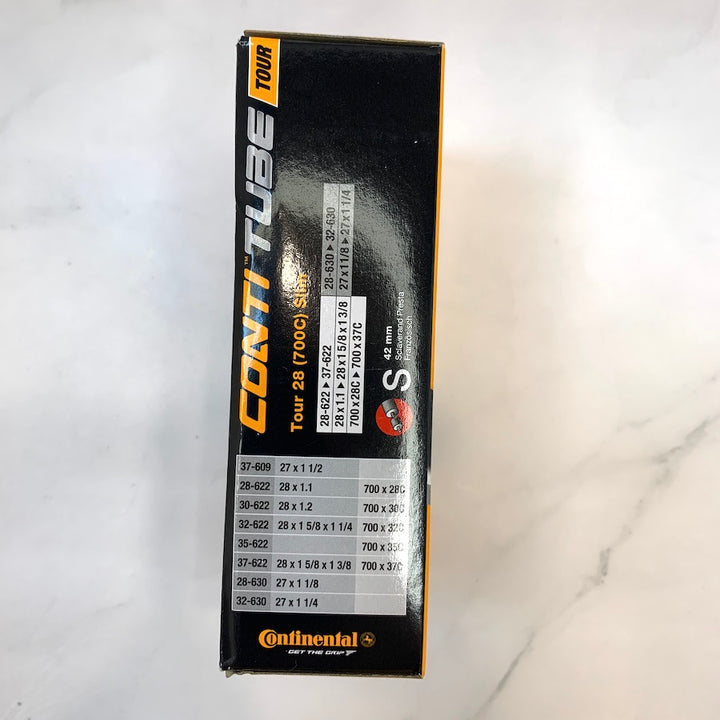 CONTI™ TUBE TOUR
Tour 28 (700C) Slim
28-622 ▸ 37-622
28 x 1.1 ▸ 28 x 1 5/8 x 1 3/8
700 x 28C ▸ 700 x 37C
28-630 ▸ 32-630
27 x 11/8 ▸ 27 x 1 1/4
S
42 mm
Sclaverand Presta
Französisch
37-609 27 x 1 1/2
28-622 28 x 1.1 700 x 28C
30-622 28 x 1.2 700 x 30C
32-622 28 x 1 5/8 x 1 1/4 700 x 32C
35-622 700 x 35C
37-622 28 x 1 5/8 x 1 3/8 700 x 37C
28-630 27 x 1 1/8
32-630 27 x 1 1/4
Continental
GET THE GRIP